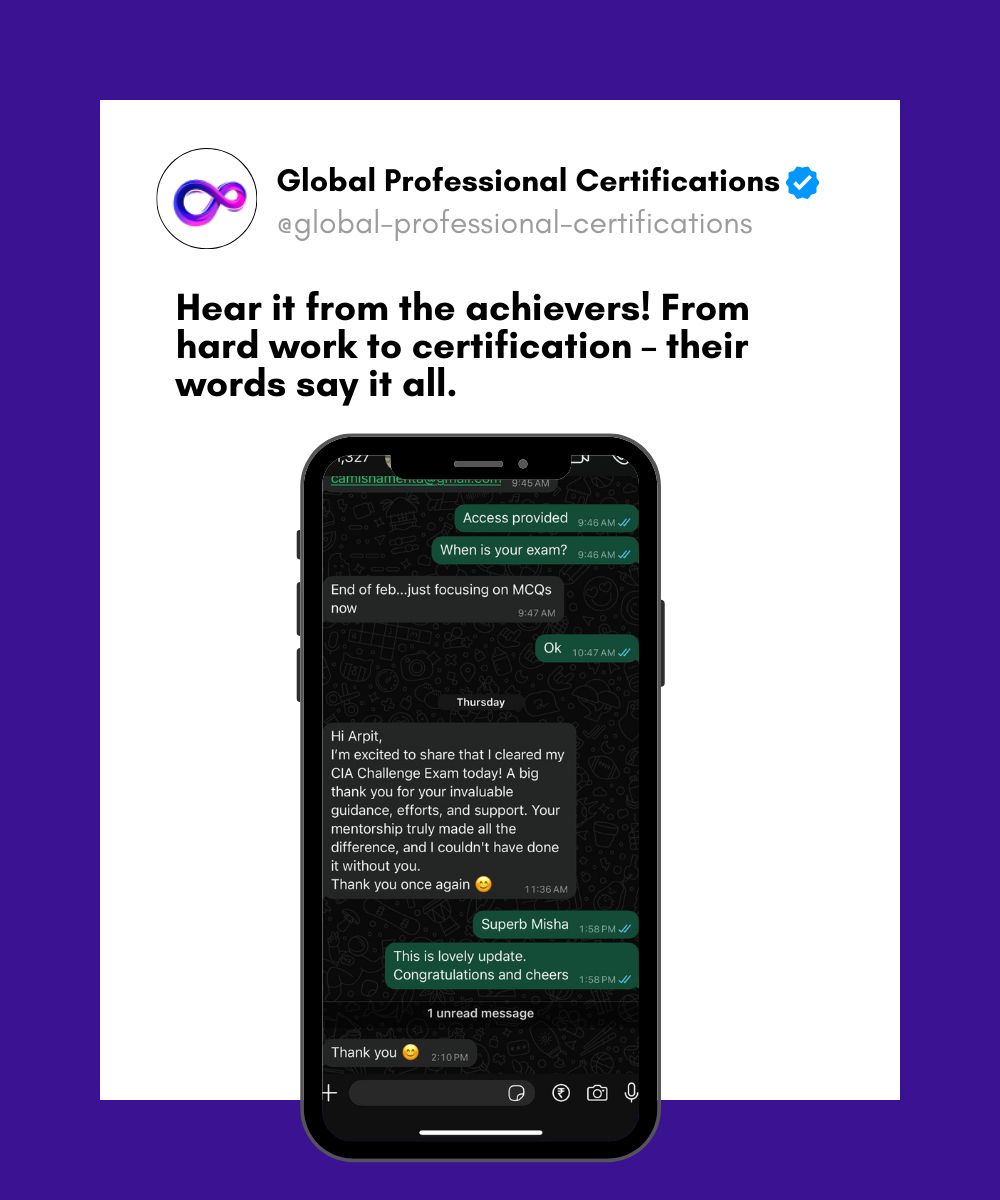 Global Professional Certifications
@global-professional-certifications
Hear it from the achievers! From
hard work to certification - their
words say it all.
9:45 AM
Access provided 9:46 AM
When is your exam? 9:46 AM
End of feb...just focusing on MCQs
now 9:47 AM
Ok 10:47 AM
Thursday
Hi Arpit,
I'm excited to share that I cleared my
CIA Challenge Exam today! A big
thank you for your invaluable
guidance, efforts, and support. Your
mentorship truly made all the
difference, and I couldn't have done
it without you.
Thank you once again 😊 11:36 AM
Superb Misha 1:58 PM
This is lovely update.
Congratulations and cheers 1:58 PM
1 unread message
Thank you 😊 2:10 PM